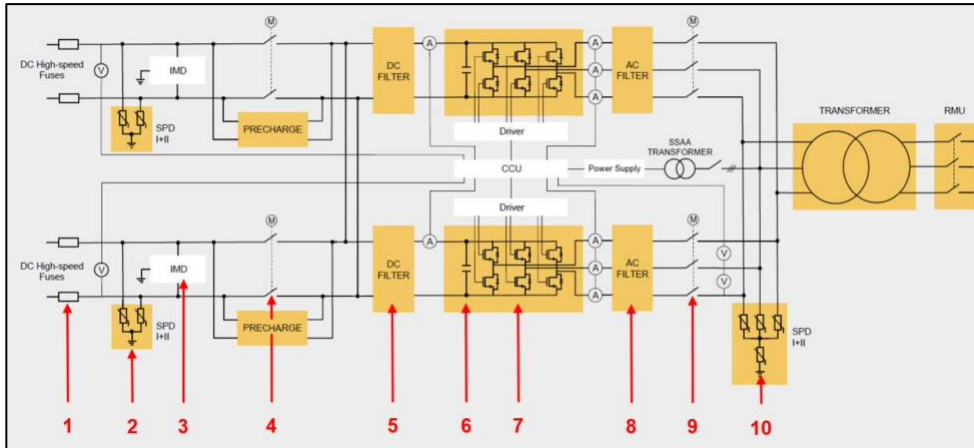 M
M
TRANSFORMER
RMU
DC High-speed
Fuses
V
IMD
DC
FILTER
A
A
A
A
AC
FILTER
SPD
I+II
PRECHARGE
Driver
SSAA
TRANSFORMER
CCU
Power Supply
Driver
M
M
DC High-speed
Fuses
V
IMD
DC
FILTER
A
A
A
A
AC
FILTER
V
V
SPD
I+II
PRECHARGE
SPD
I+II
1
2
3
4
5
6
7
8
9
10